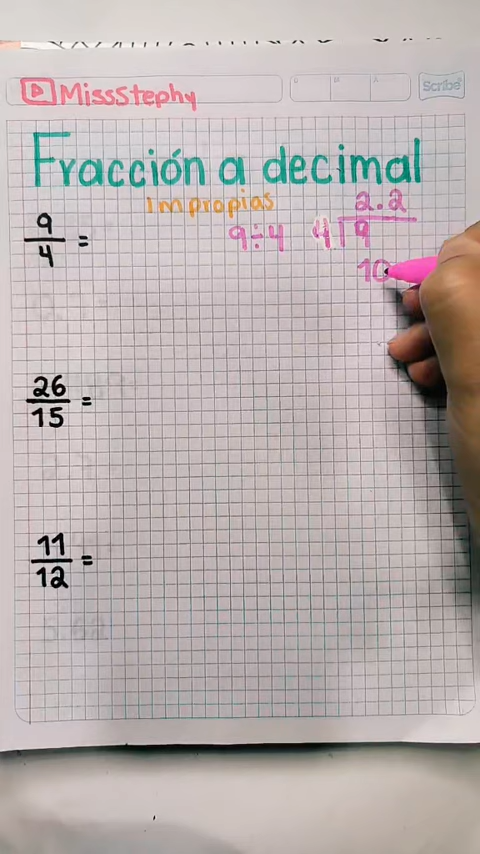 MissStephy
Scribe
Fracción a decimal
Impropias
9/4 =
9÷4
2.2
4 9
10
26/15 =
11/12 =